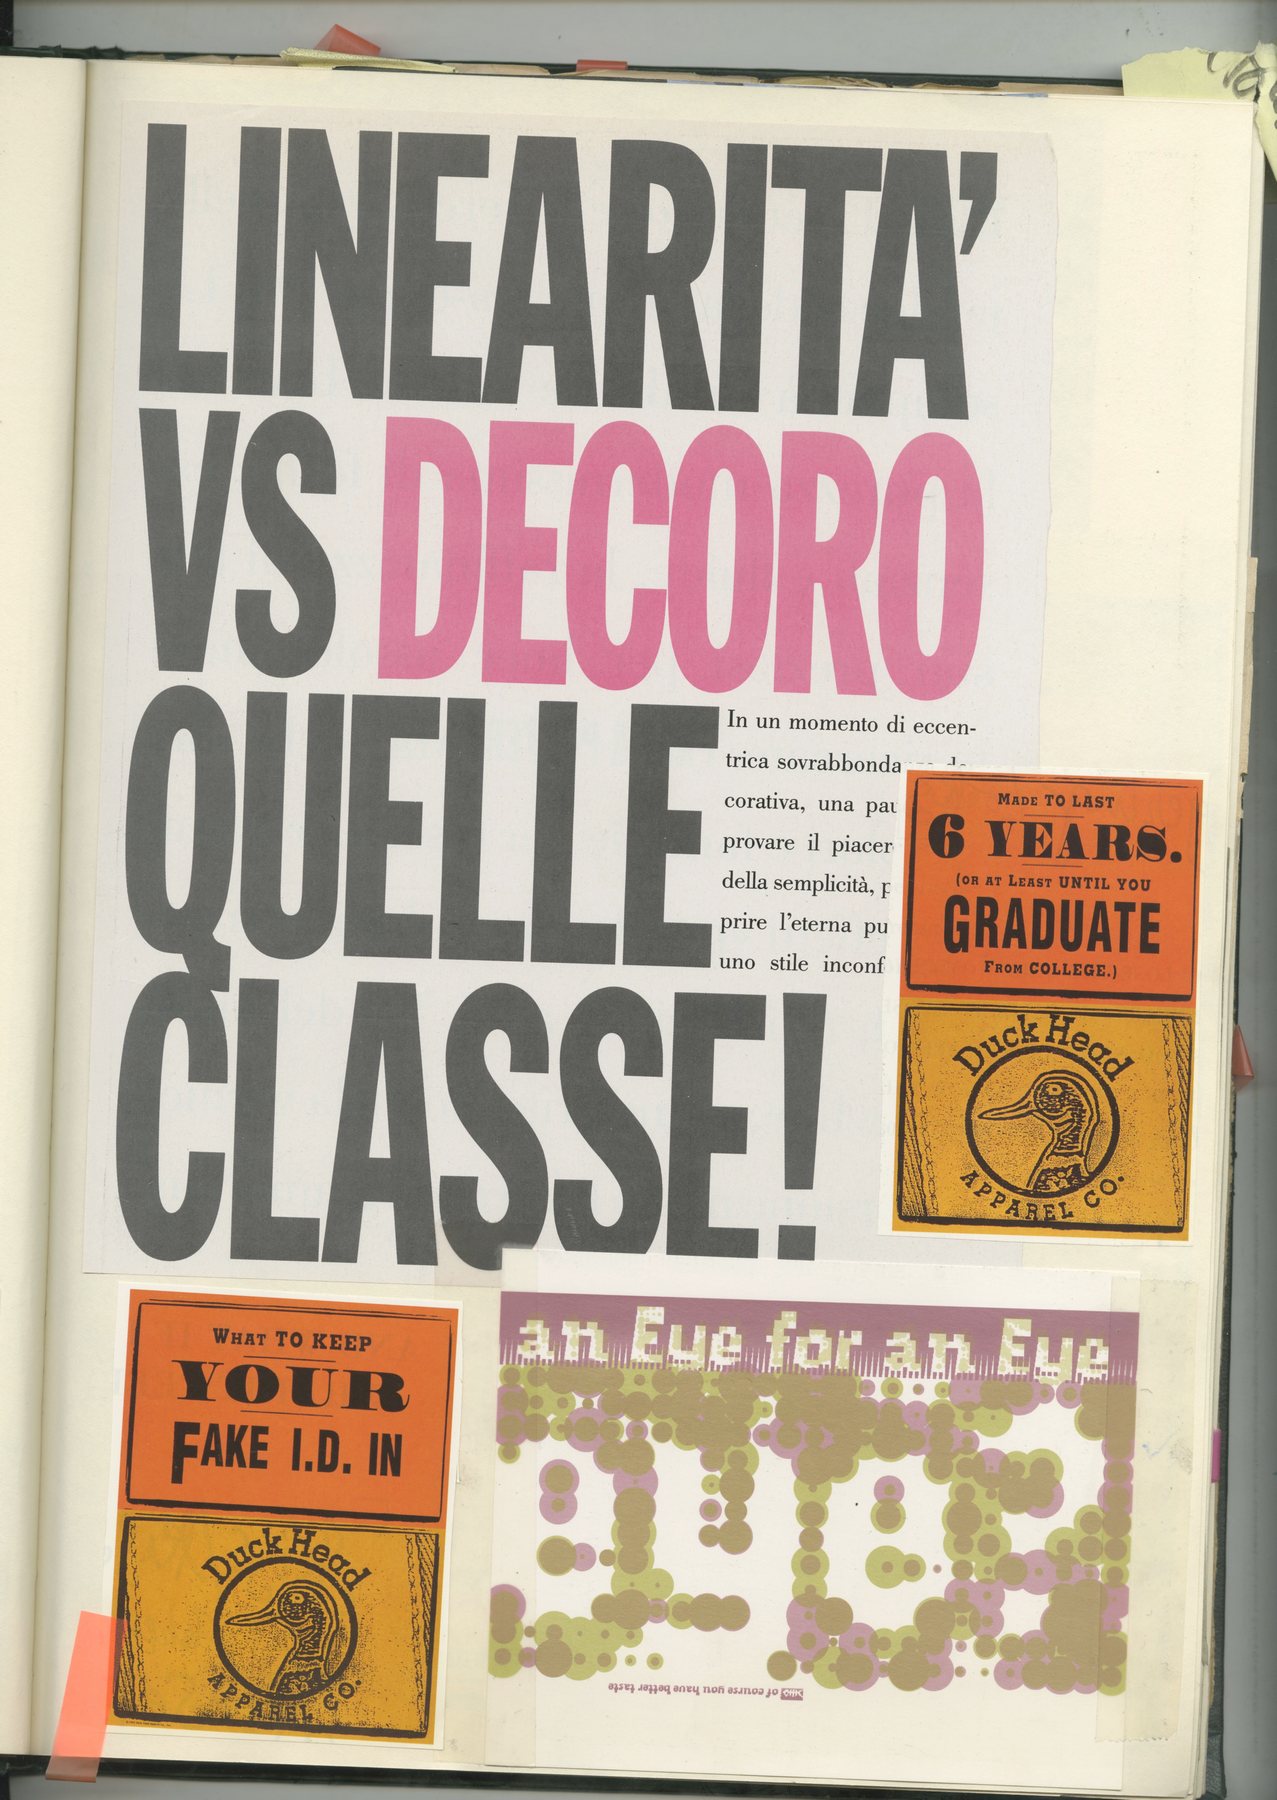 LINEARITA'
VS DECORO
QUELLE
CLASSE!
In un momento di eccen-
trica sovrabbonda
corativa, una
provare il piacer
della semplicità,
prire l'eterna
uno stile
MADE TO LAST
6 YEARS.
(OR AT LEAST UNTIL YOU
GRADUATE
FROM COLLEGE.)
Duck Head
APPAREL CO.
WHAT TO KEEP
YOUR
FAKE I.D. IN
Duck Head
APPAREL CO.
an Eye for an Eye
of course you have better taste